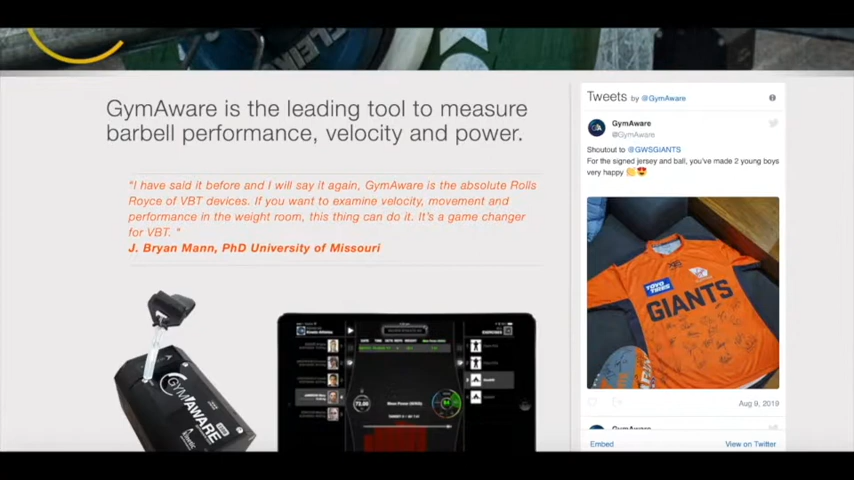 GymAware is the leading tool to measure
barbell performance, velocity and power.
"I have said it before and I will say it again, GymAware is the absolute Rolls
Royce of VBT devices. If you want to examine velocity, movement and
performance in the weight room, this thing can do it. It's a game changer
for VBT. "
J. Bryan Mann, PhD University of Missouri
GYMAWARE
Tweets by @GymAware
GymAware
@GymAware
Shoutout to @GWSGIANTS
For the signed jersey and ball, you've made 2 young boys
very happy 👏😍
TOYO
TIRES
GIANTS
Aug 9, 2019
GymAware
Embed
View on Twitter